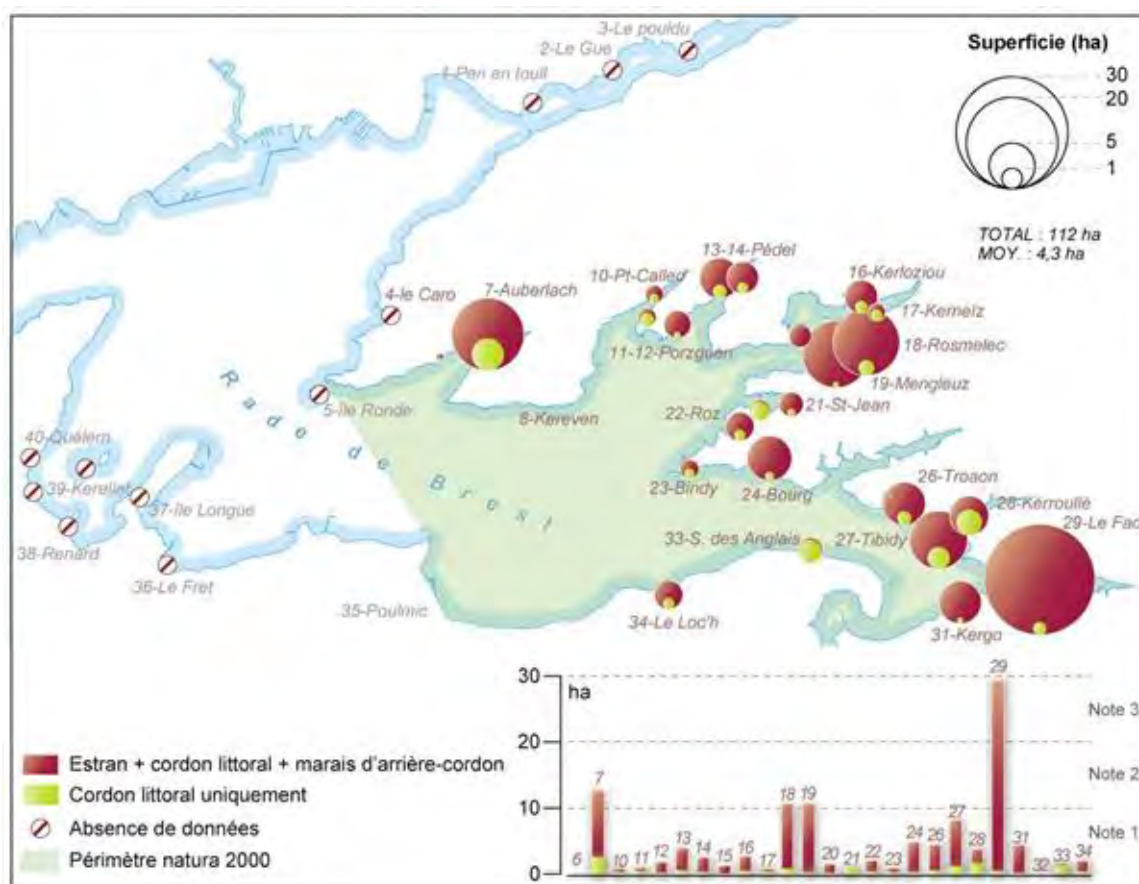 3-Le pouldu
2-Le Gue
1-Pen en toull
Superficie (ha)
30
20
5
1
TOTAL : 112 ha
MOY. : 4,3 ha
13-14-Pédel
10-Pt-Calleo
16-Kerloziou
7-Auberlach
4-le Caro
17-Kerneiz
11-12-Porzguen
18-Rosmelec
19-Mengleuz
5-île Ronde
8-Kereven
22-Roz
21-St-Jean
Rade de Brest
40-Quélern
39-Kerellot
37-île Longue
23-Bindy
24-Bourg
26-Troaon
28-Kerroullé
29-Le Fao
38-Renard
33-S. des Anglais
27-Tibidy
36-Le Fret
35-Poulmic
34-Le Loc'h
31-Kergo
30
20
10
0
ha
6 7 10 11 12 13 14 15 16 17 18 19 20 21 22 23 24 26 27 28 29 31 32 33 34
Note 3
Note 2
Note 1
Estran + cordon littoral + marais d'arrière-cordon
Cordon littoral uniquement
Absence de données
Périmètre natura 2000